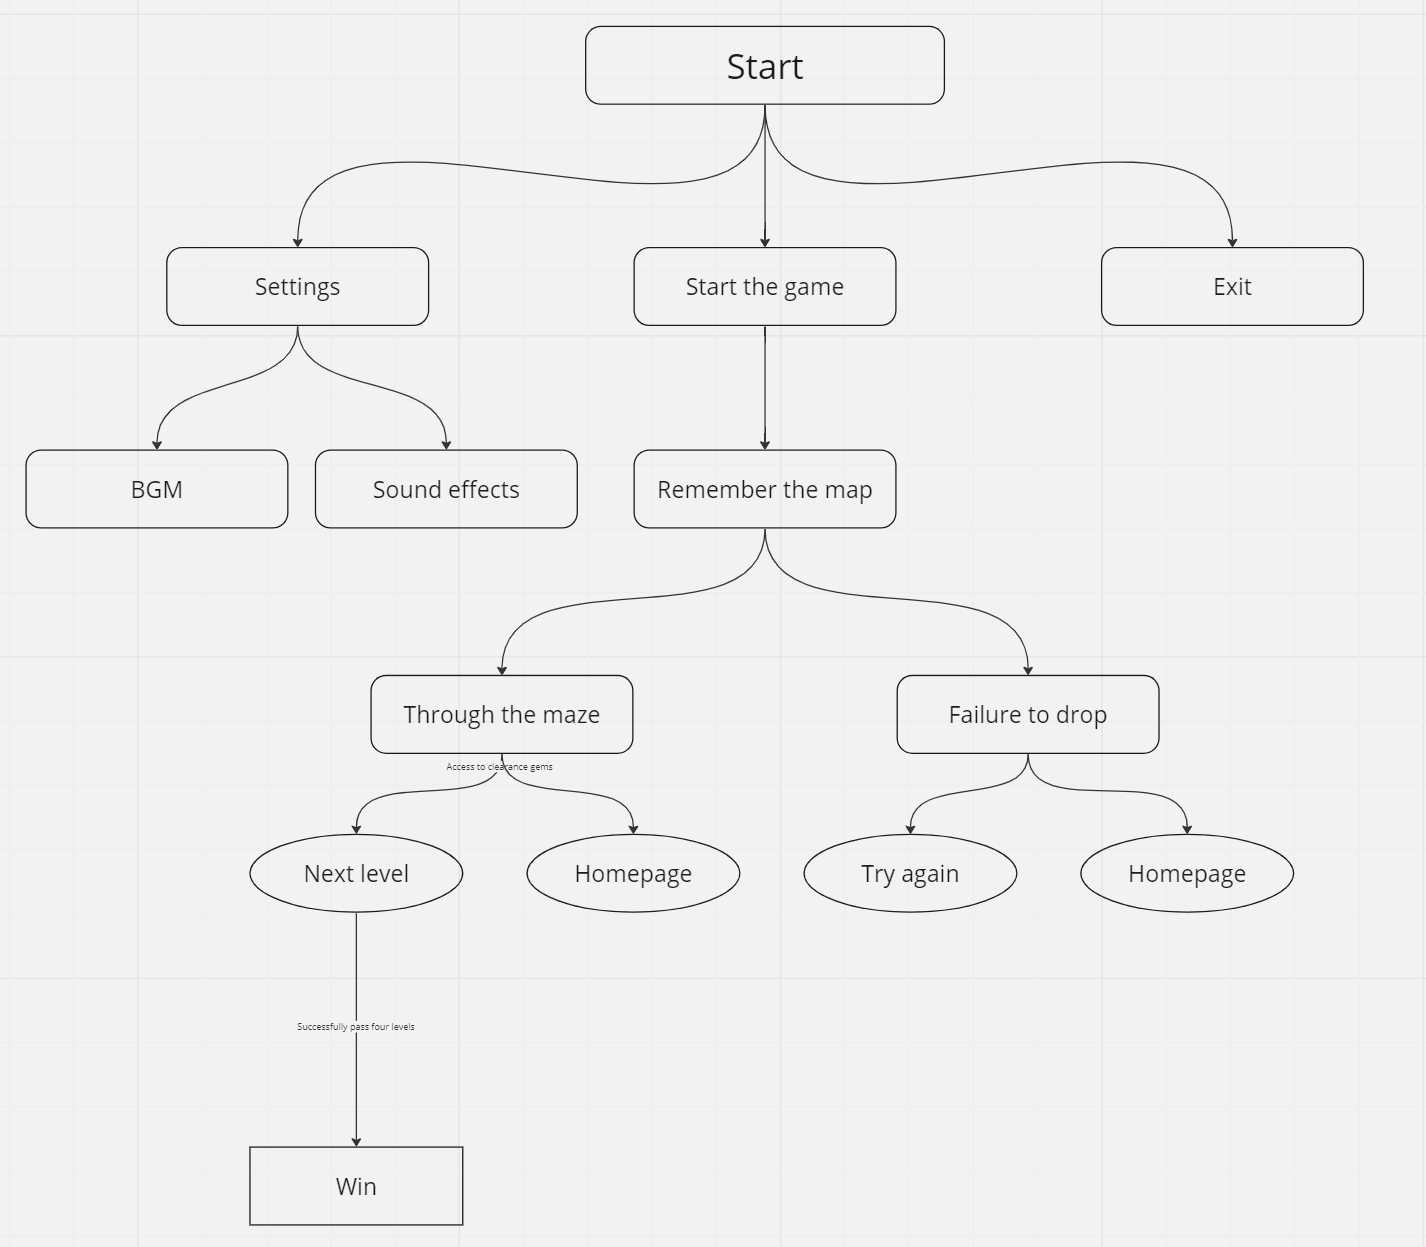 Start
Settings
Start the game
Exit
BGM
Sound effects
Remember the map
Through the maze
Failure to drop
Access to clearance gems
Next level
Homepage
Try again
Homepage
Successfully pass four levels
Win